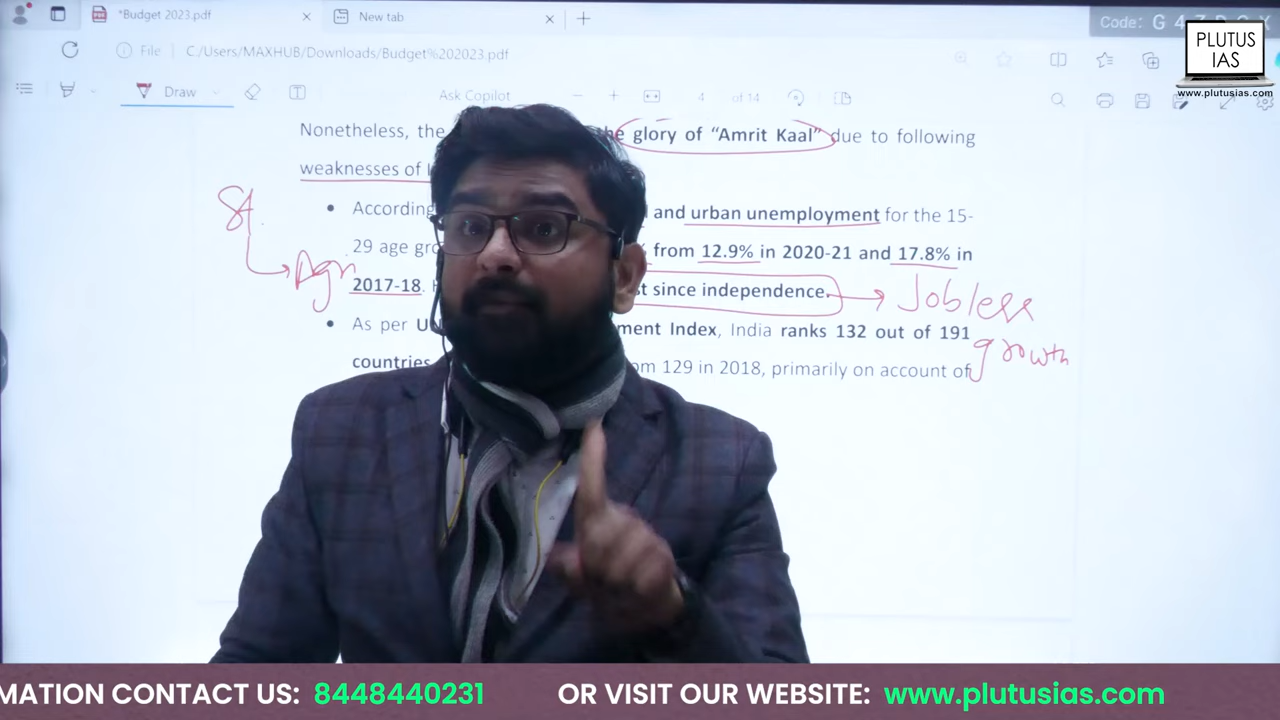 *Budget 2023.pdf
New tab
Code: G 4
PLUTUS
IAS
www.plutusias.com
File
C:/Users/MAXHUB/Downloads/Budget%202023.pdf
Draw
Ask Copilot
4 of 14
Nonetheless, the glory of "Amrit Kaal" due to following
weaknesses of
According and urban unemployment for the 15-
29 age from 12.9% in 2020-21 and 17.8% in
2017-18. since independence.
As per India ranks 132 out of 191
countries 129 in 2018, primarily on account of
St
Agri
Jobless
growth
MATION CONTACT US: 8448440231 OR VISIT OUR WEBSITE: www.plutusias.com